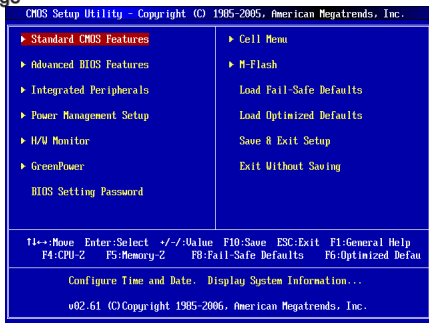 ge
CMOS Setup Utility - Copyright (C) 1985-2005, American Megatrends, Inc.
▶ Standard CMOS Features
▶ Advanced BIOS Features
▶ Integrated Peripherals
▶ Power Management Setup
▶ H/W Monitor
▶ GreenPower
BIOS Setting Password
▶ Cell Menu
▶ M-Flash
Load Fail-Safe Defaults
Load Optimized Defaults
Save & Exit Setup
Exit Without Saving
↑↓←→:Move Enter:Select +/-/:Value F10:Save ESC:Exit F1:General Help
F4:CPU-Z F5:Memory-Z F8:Fail-Safe Defaults F6:Optimized Defau
Configure Time and Date. Display System Information...
v02.61 (C)Copyright 1985-2006, American Megatrends, Inc.